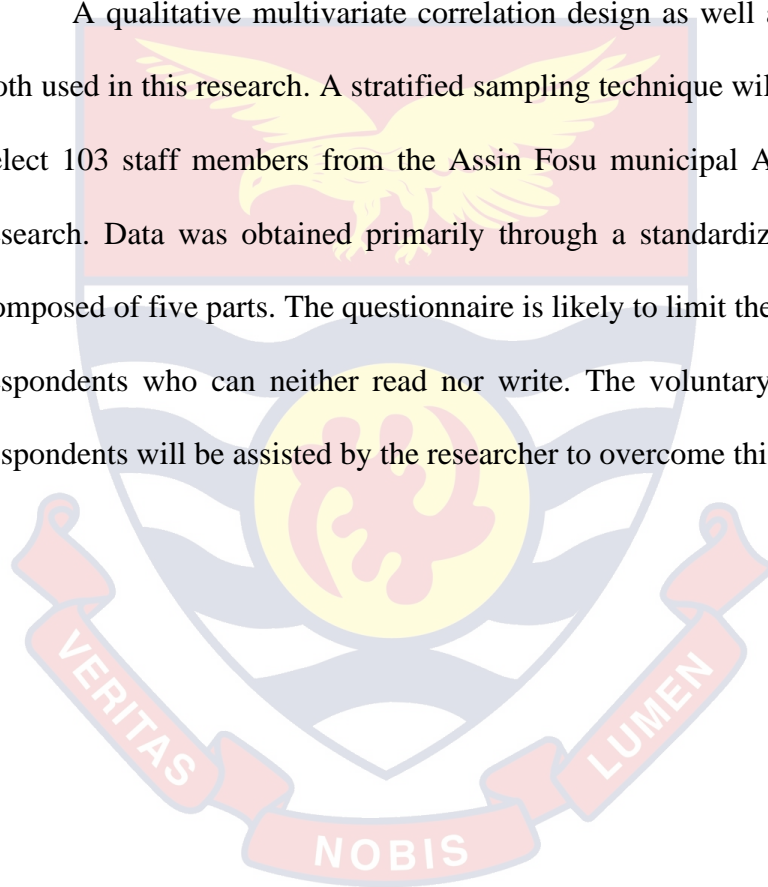 A qualitative multivariate correlation design as well
oth used in this research. A stratified sampling technique wil
elect 103 staff members from the Assin Fosu municipal A
search. Data was obtained primarily through a standardiz
omposed of five parts. The questionnaire is likely to limit the
spondents who can neither read nor write. The voluntary
spondents will be assisted by the researcher to overcome thi
VERITAS
NOBIS
LUMEN